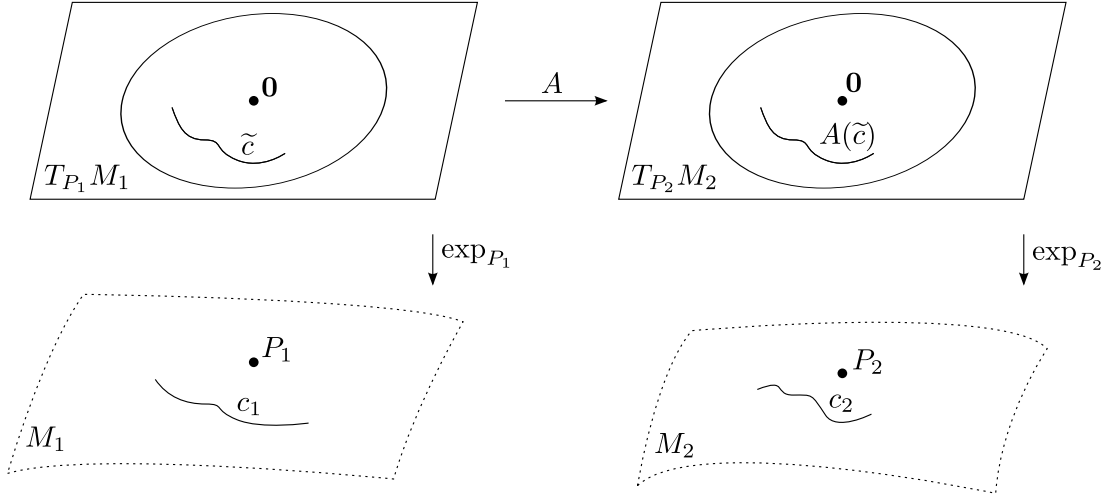 0 A 0
c̃ A(c̃)
T_{P_1}M_1 T_{P_2}M_2
exp_{P_1} exp_{P_2}
P_1 P_2
c_1 c_2
M_1 M_2